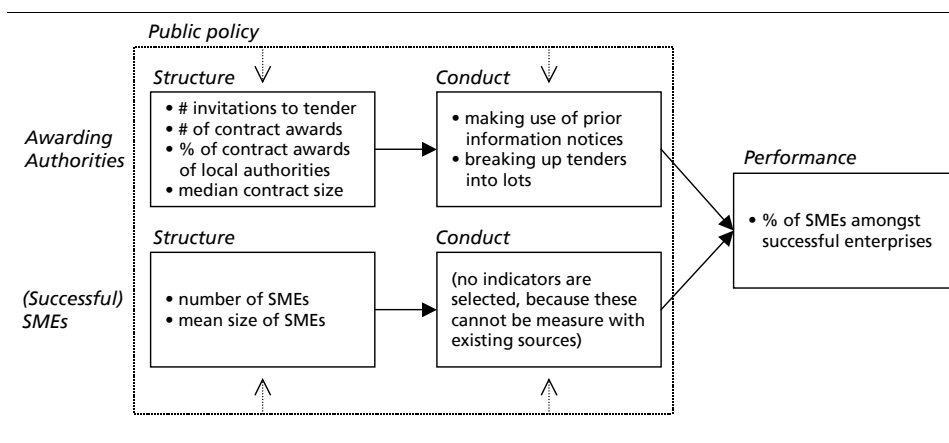 Public policy
Structure
Conduct
Awarding
Authorities
• # invitations to tender
• # of contract awards
• % of contract awards
of local authorities
• median contract size
• making use of prior
information notices
• breaking up tenders
into lots
Performance
• % of SMEs amongst
successful enterprises
Structure
Conduct
(Successful)
SMEs
• number of SMEs
• mean size of SMEs
(no indicators are
selected, because these
cannot be measure with
existing sources)